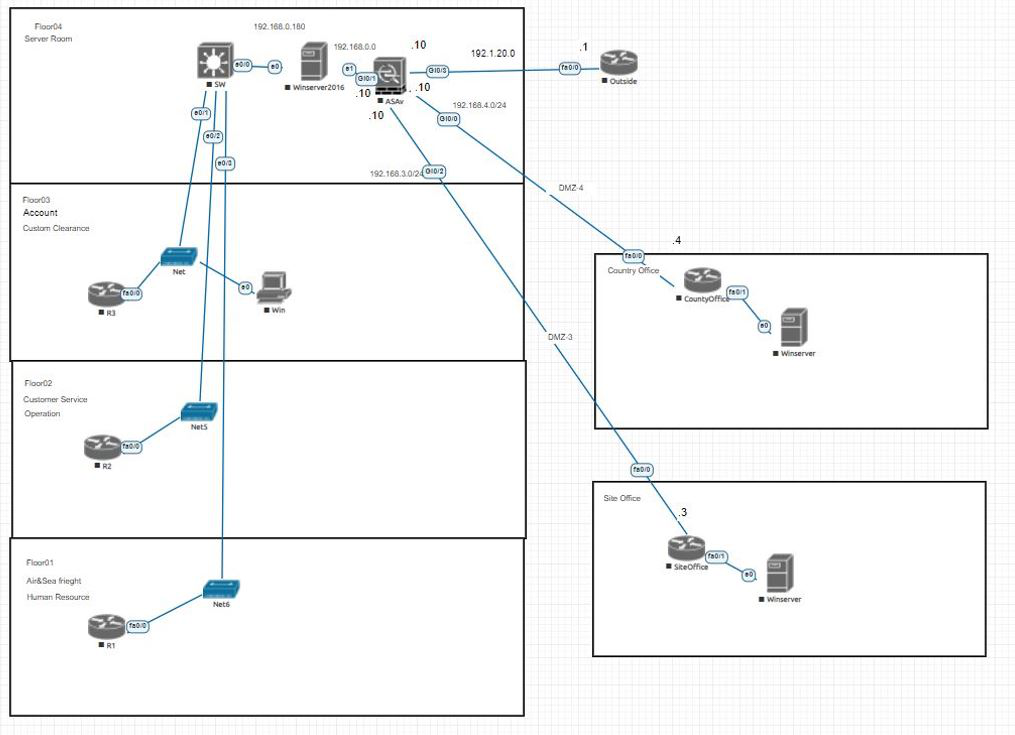 Floor04
Server Room
192.168.0.180
192.168.0.0
.10
192.1.20.0
.1
e0/0
e0
e1
Gi0/1
Gi0/3
fa0/0
SW
Winserver2016
ASAv
Outside
.10
.10
.10
192.168.4.0/24
Gi0/0
e0/1
e0/2
e0/3
192.168.3.0/24
Gi0/2
DMZ-4
Floor03
Account
Custom Clearance
Net
fa0/0
R3
e0
Win
.4
fa0/0
Country Office
CountyOffice
fa0/1
e0
Winserver
DMZ-3
Floor02
Customer Service
Operation
Net5
fa0/0
R2
fa0/0
Site Office
.3
SiteOffice
fa0/1
e0
Winserver
Floor01
Air&Sea frieght
Human Resource
Net6
fa0/0
R1